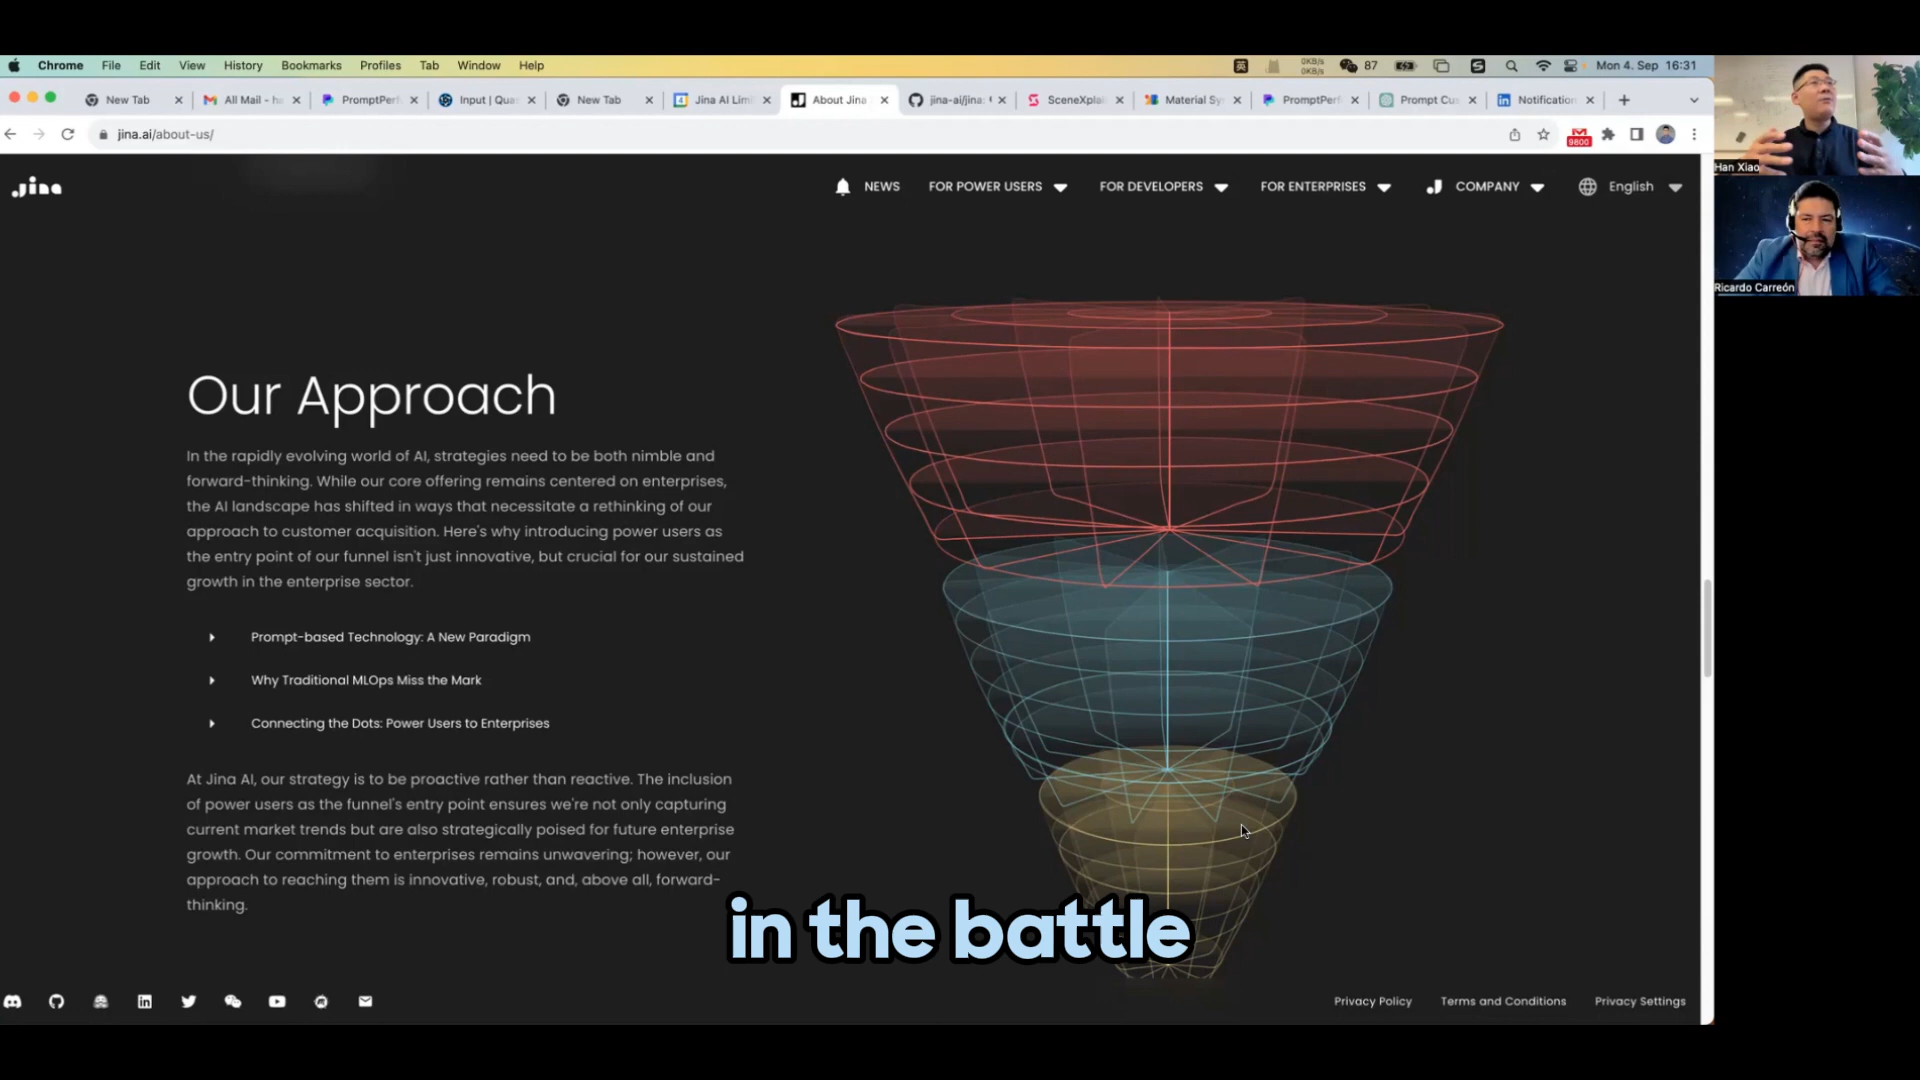 Chrome File Edit View History Bookmarks Profiles Tab Window Help
英 0KB/s 0KB/s 87 Mon 4. Sep 16:31
New Tab All Mail - ha PromptPerf Input | Qua New Tab Jina AI Limi About Jina jina-ai/jina: SceneXplai Material Sy PromptPerf Prompt Cus Notification
jina.ai/about-us/
9800
Jina
NEWS FOR POWER USERS FOR DEVELOPERS FOR ENTERPRISES COMPANY English
Han Xiao
Ricardo Carreón
Our Approach
In the rapidly evolving world of AI, strategies need to be both nimble and
forward-thinking. While our core offering remains centered on enterprises,
the AI landscape has shifted in ways that necessitate a rethinking of our
approach to customer acquisition. Here's why introducing power users as
the entry point of our funnel isn't just innovative, but crucial for our sustained
growth in the enterprise sector.
Prompt-based Technology: A New Paradigm
Why Traditional MLOps Miss the Mark
Connecting the Dots: Power Users to Enterprises
At Jina AI, our strategy is to be proactive rather than reactive. The inclusion
of power users as the funnel's entry point ensures we're not only capturing
current market trends but are also strategically poised for future enterprise
growth. Our commitment to enterprises remains unwavering; however, our
approach to reaching them is innovative, robust, and, above all, forward-
thinking.
in the battle
Privacy Policy Terms and Conditions Privacy Settings